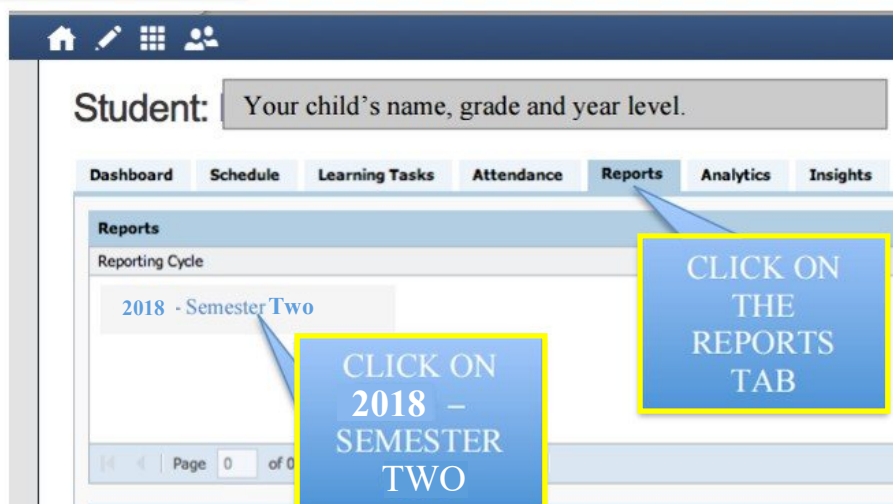 Student:
Your child’s name, grade and year level.
Dashboard Schedule Learning Tasks Attendance Reports Analytics Insights
Reports
Reporting Cycle
2018 - Semester Two
CLICK ON
THE
REPORTS
TAB
CLICK ON
2018 –
SEMESTER
TWO
Page 0 of 0